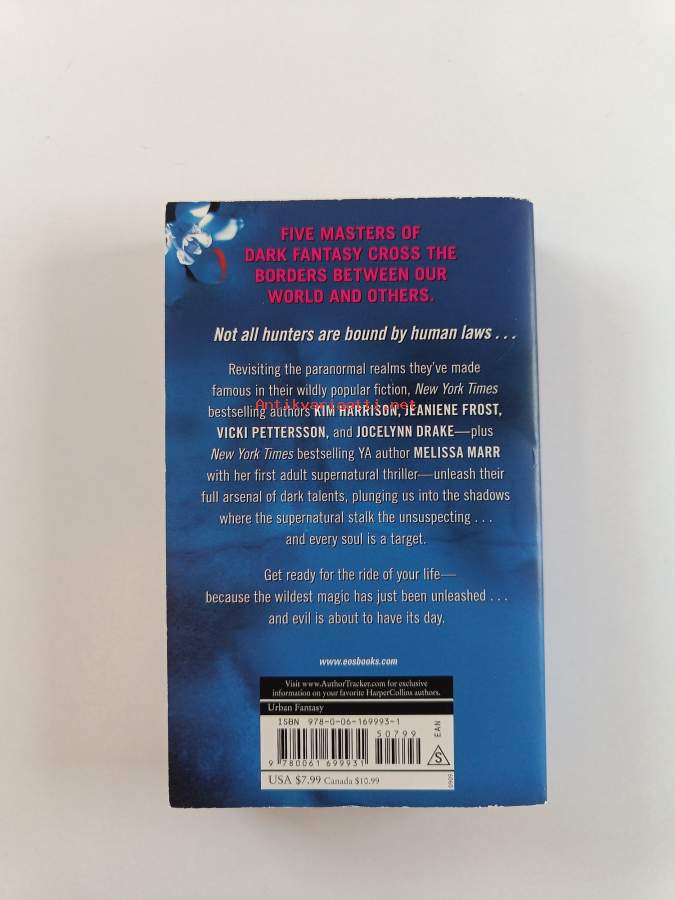 FIVE MASTERS OF
DARK FANTASY CROSS THE
BORDERS BETWEEN OUR
WORLD AND OTHERS.
Not all hunters are bound by human laws . . .
Revisiting the paranormal realms they've made
famous in their wildly popular fiction, New York Times
Antikvariaatti.net
bestselling authors KIM HARRISON, JEANIENE FROST,
VICKI PETTERSSON, and JOCELYNN DRAKE—plus
New York Times bestselling YA author MELISSA MARR
with her first adult supernatural thriller—unleash their
full arsenal of dark talents, plunging us into the shadows
where the supernatural stalk the unsuspecting . . .
and every soul is a target.
Get ready for the ride of your life—
because the wildest magic has just been unleashed . . .
and evil is about to have its day.
www.eosbooks.com
Visit www.AuthorTracker.com for exclusive
information on your favorite HarperCollins authors.
Urban Fantasy
ISBN 978-0-06-169993-1
50799
EAN
S
9 780061 699931
USA $7.99 Canada $10.99
0909